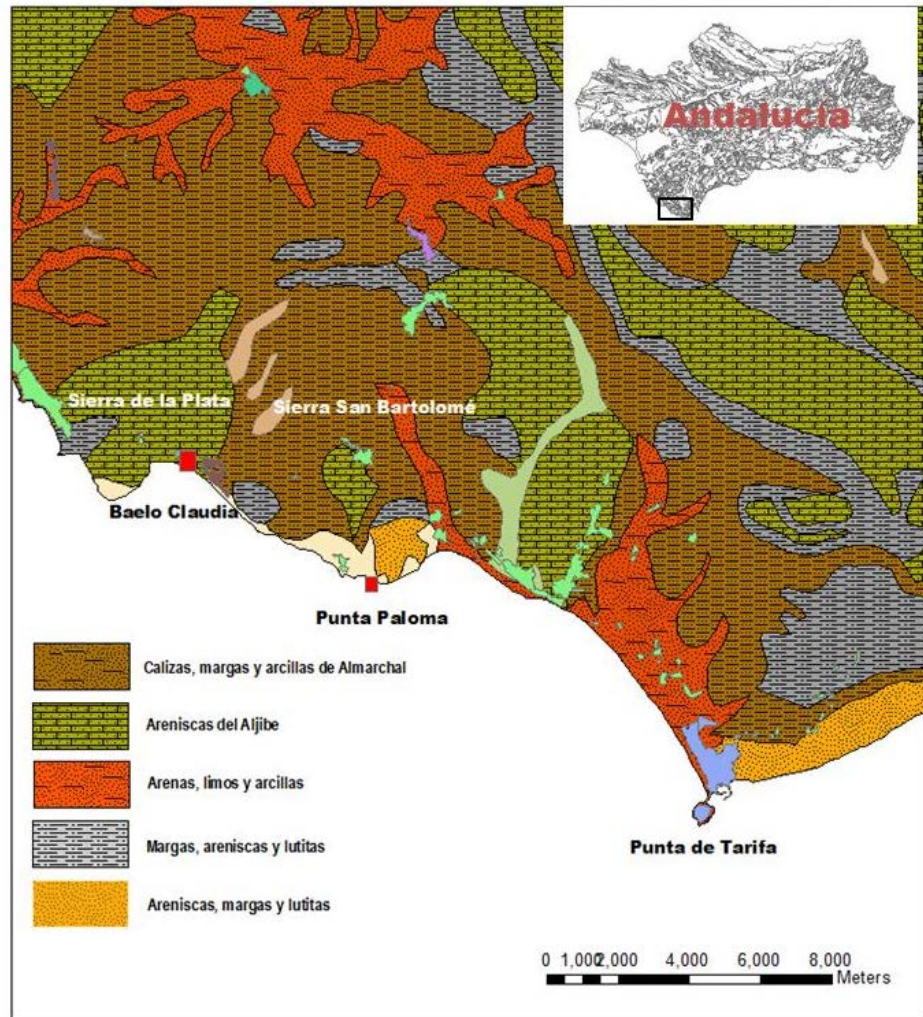 Andalucía
Sierra de la Plata
Sierra San Bartolomé
Baelo Claudia
Punta Paloma
Calizas, margas y arcillas de Almarchal
Areniscas del Aljibe
Arenas, limos y arcillas
Margas, areniscas y lutitas
Punta de Tarifa
Areniscas, margas y lutitas
0 1,000 2,000 4,000 6,000 8,000
Meters